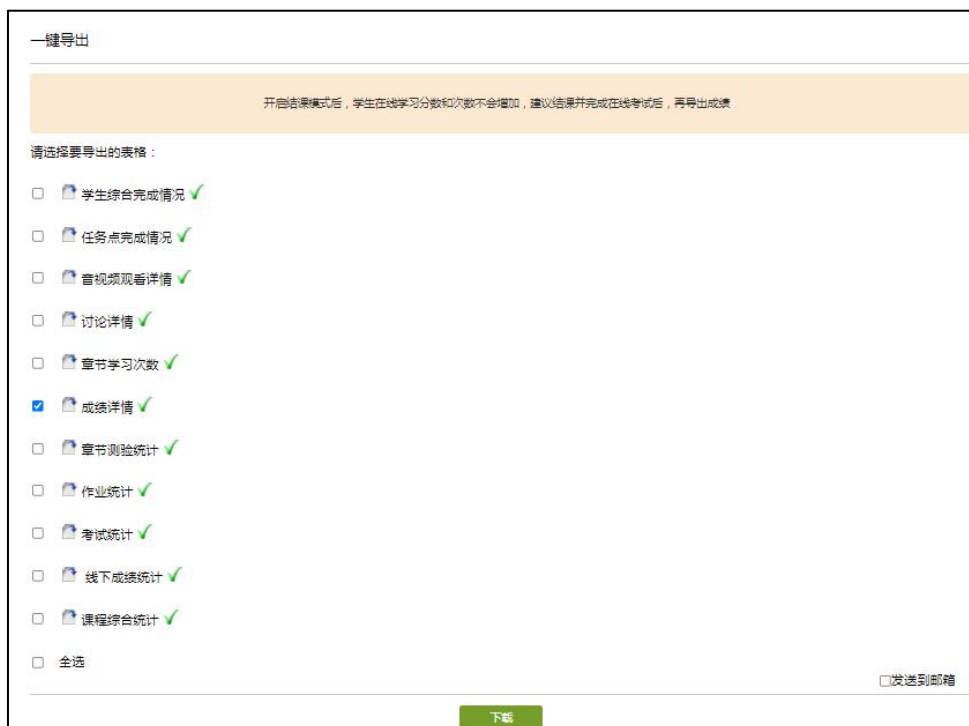 一键导出
开启结课模式后，学生在线学习分数和次数不会增加，建议结课并完成在线考试后，再导出成绩
请选择要导出的表格：
学生综合完成情况
任务点完成情况
音视频观看详情
讨论详情
章节学习次数
成绩详情
章节测验统计
作业统计
考试统计
线下成绩统计
课程综合统计
全选
发送到邮箱
下载